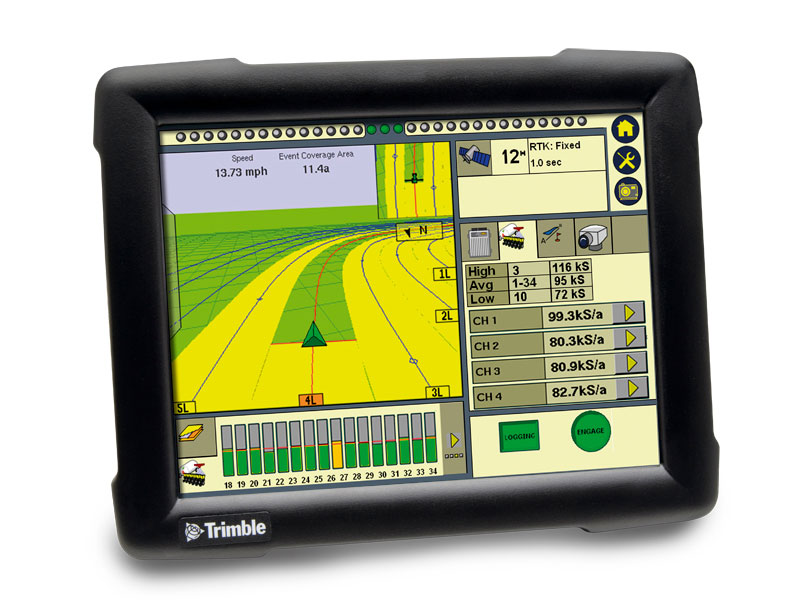 Speed
13.73 mph
Event Coverage Area
11.4a
12
RTK: Fixed
1.0 sec
N
1L
2L
3L
4L
5L
High 3 116 kS
Avg 1-34 95 kS
Low 10 72 kS
CH 1 99.3kS/a
CH 2 80.3kS/a
CH 3 80.9kS/a
CH 4 82.7kS/a
LOGGING
ENGAGE
18 19 20 21 22 23 24 25 26 27 28 29 30 31 32 33 34
Trimble